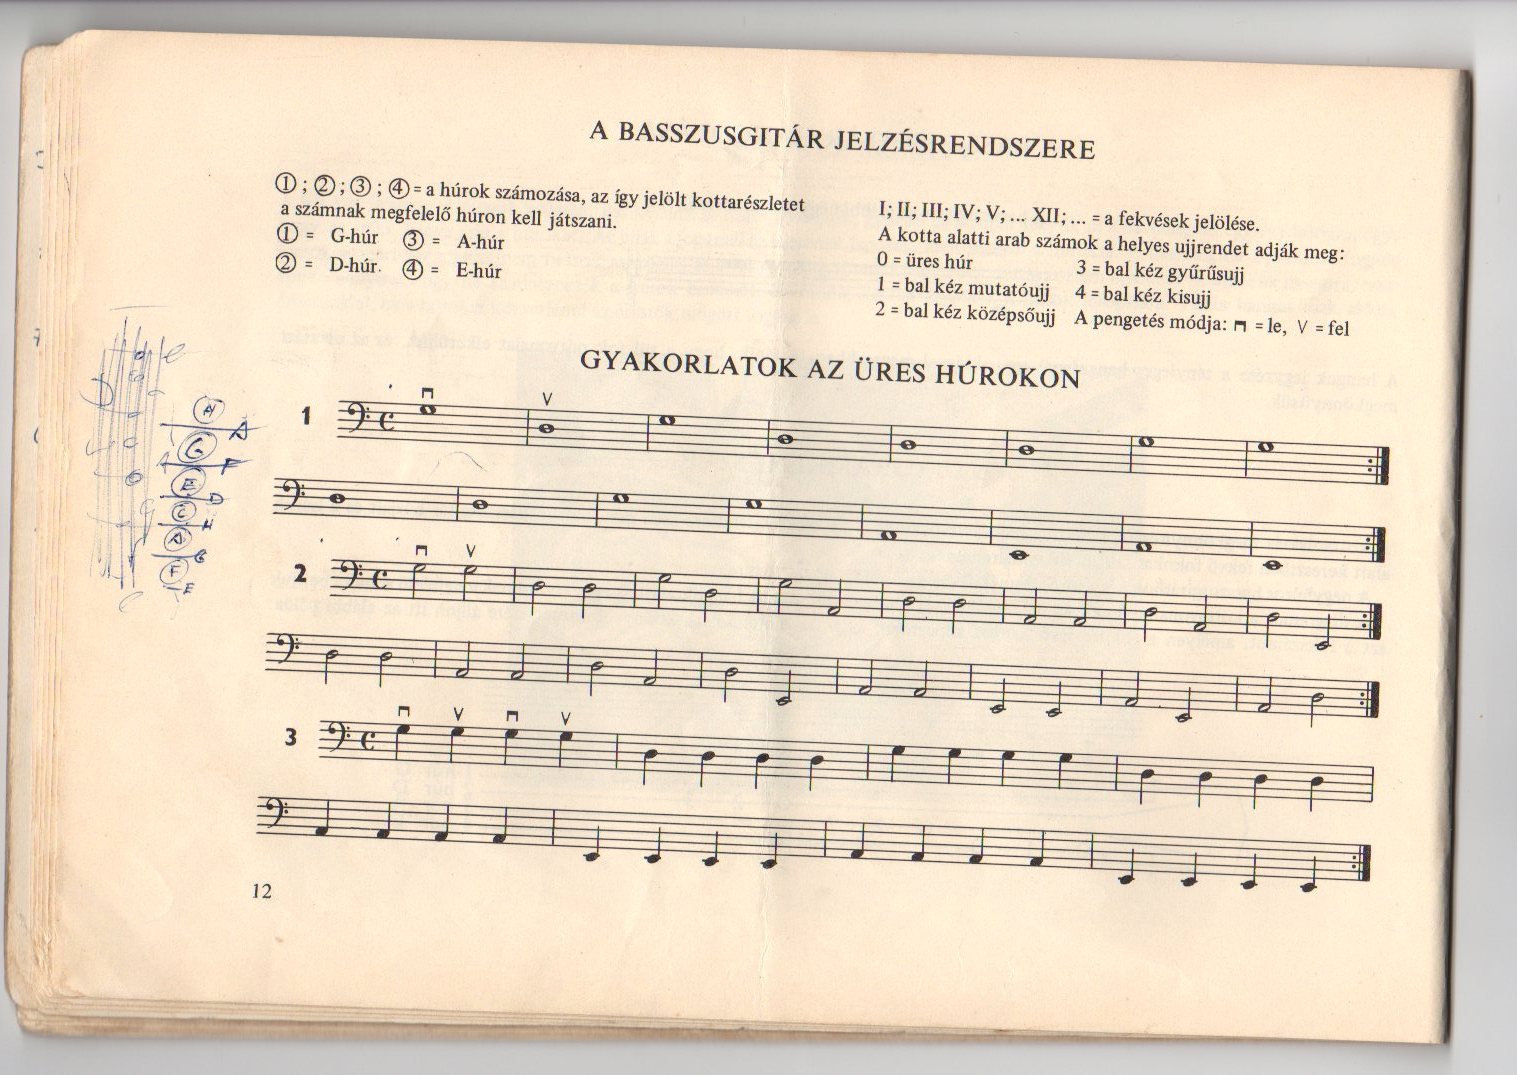 A BASSZUSGITÁR JELZÉSRENDSZERE
① ; ② ; ③ ; ④ = a húrok számozása, az így jelölt kottarészletet
a számnak megfelelő húron kell játszani.
① = G-húr ③ = A-húr
② = D-húr. ④ = E-húr
I; II; III; IV; V; ... XII; ... = a fekvések jelölése.
A kotta alatti arab számok a helyes ujjrendet adják meg:
0 = üres húr 3 = bal kéz gyűrűsujj
1 = bal kéz mutatóujj 4 = bal kéz kisujj
2 = bal kéz középsőujj A pengetés módja: ⊓ = le, V = fel
GYAKORLATOK AZ ÜRES HÚROKON
1
2
3
H
A
G
F
E
D
C
H
A
G
F
E
12